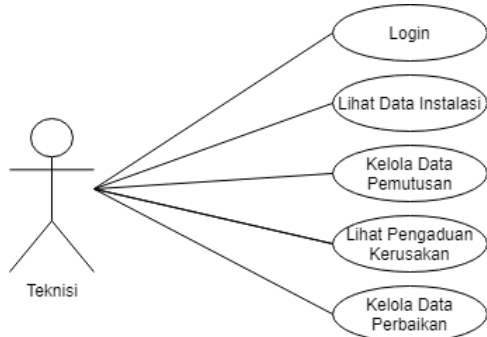 Login
Lihat Data Instalasi
Kelola Data
Pemutusan
Lihat Pengaduan
Kerusakan
Kelola Data
Perbaikan
Teknisi